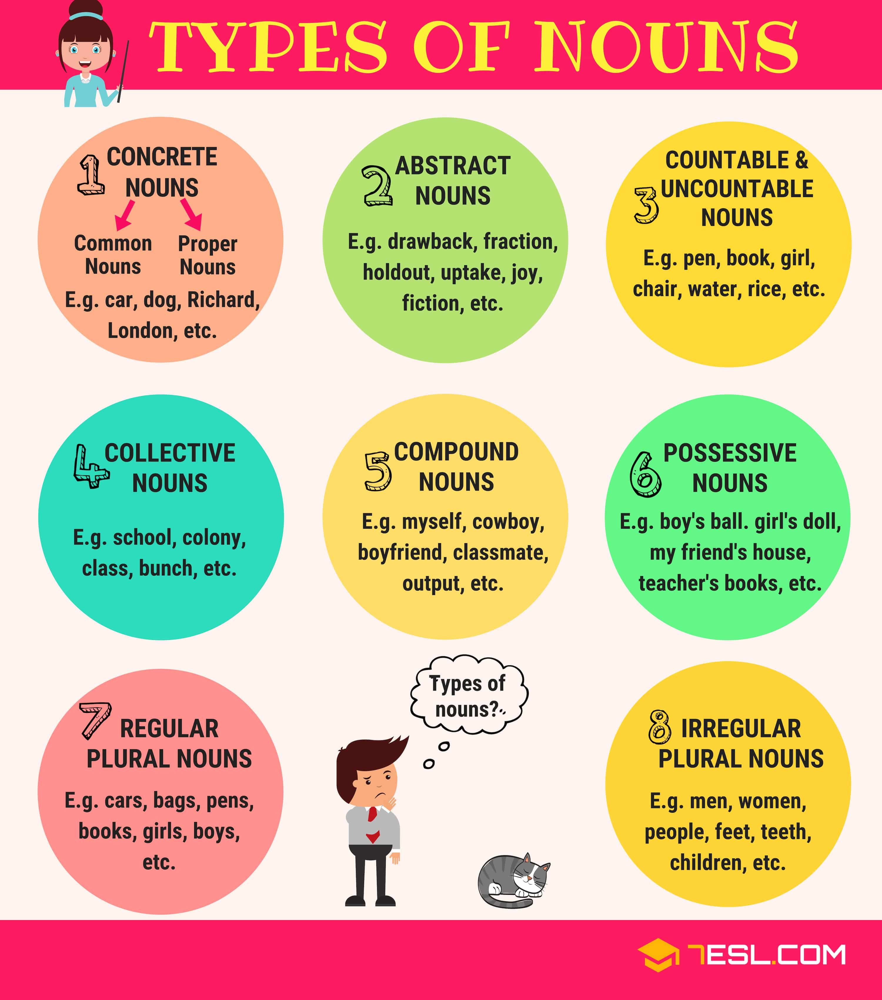 TYPES OF NOUNS
1
CONCRETE
NOUNS
Common
Nouns
Proper
Nouns
E.g. car, dog, Richard,
London, etc.
2
ABSTRACT
NOUNS
E.g. drawback, fraction,
holdout, uptake, joy,
fiction, etc.
3
COUNTABLE &
UNCOUNTABLE
NOUNS
E.g. pen, book, girl,
chair, water, rice, etc.
4
COLLECTIVE
NOUNS
E.g. school, colony,
class, bunch, etc.
5
COMPOUND
NOUNS
E.g. myself, cowboy,
boyfriend, classmate,
output, etc.
6
POSSESSIVE
NOUNS
E.g. boy's ball. girl's doll,
my friend's house,
teacher's books, etc.
7
REGULAR
PLURAL NOUNS
E.g. cars, bags, pens,
books, girls, boys,
etc.
Types of
nouns?
8
IRREGULAR
PLURAL NOUNS
E.g. men, women,
people, feet, teeth,
children, etc.
7ESL.COM